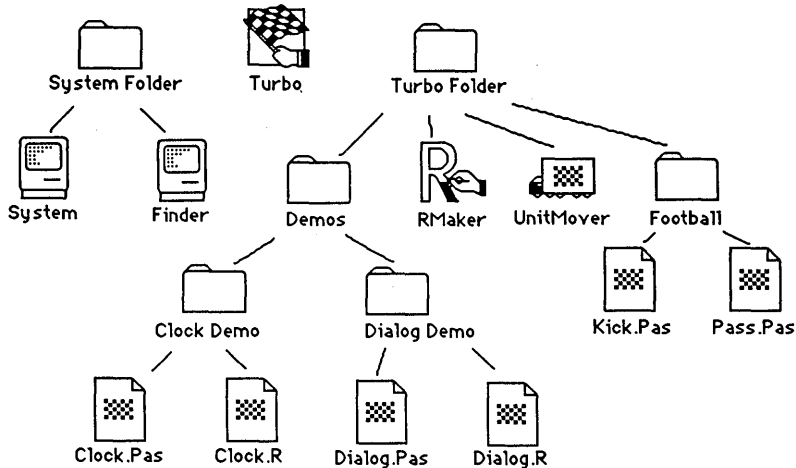 System Folder
Turbo
Turbo Folder
System
Finder
Demos
RMaker
UnitMover
Football
Clock Demo
Dialog Demo
Kick.Pas
Pass.Pas
Clock.Pas
Clock.R
Dialog.Pas
Dialog.R